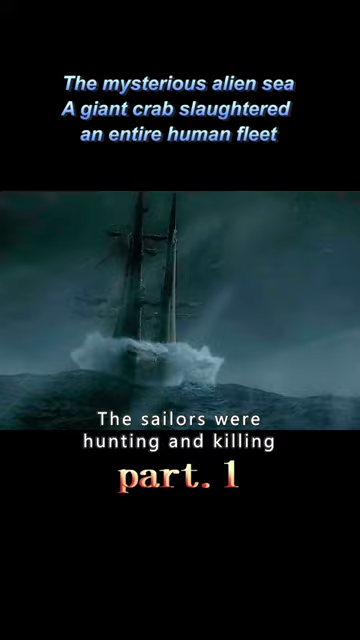 The mysterious alien sea
A giant crab slaughtered
an entire human fleet
The sailors were
hunting and killing
part. 1